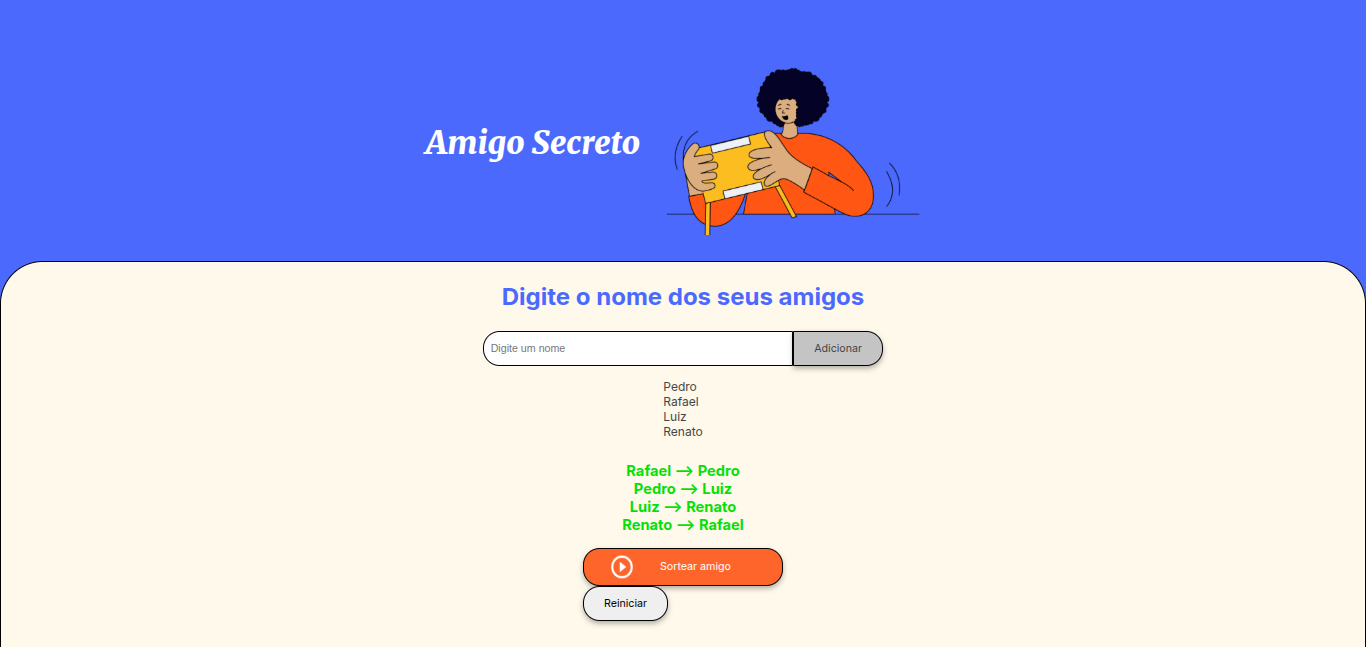 Amigo Secreto
Digite o nome dos seus amigos
Digite um nome
Adicionar
Pedro
Rafael
Luiz
Renato
Rafael --> Pedro
Pedro --> Luiz
Luiz --> Renato
Renato --> Rafael
Sortear amigo
Reiniciar